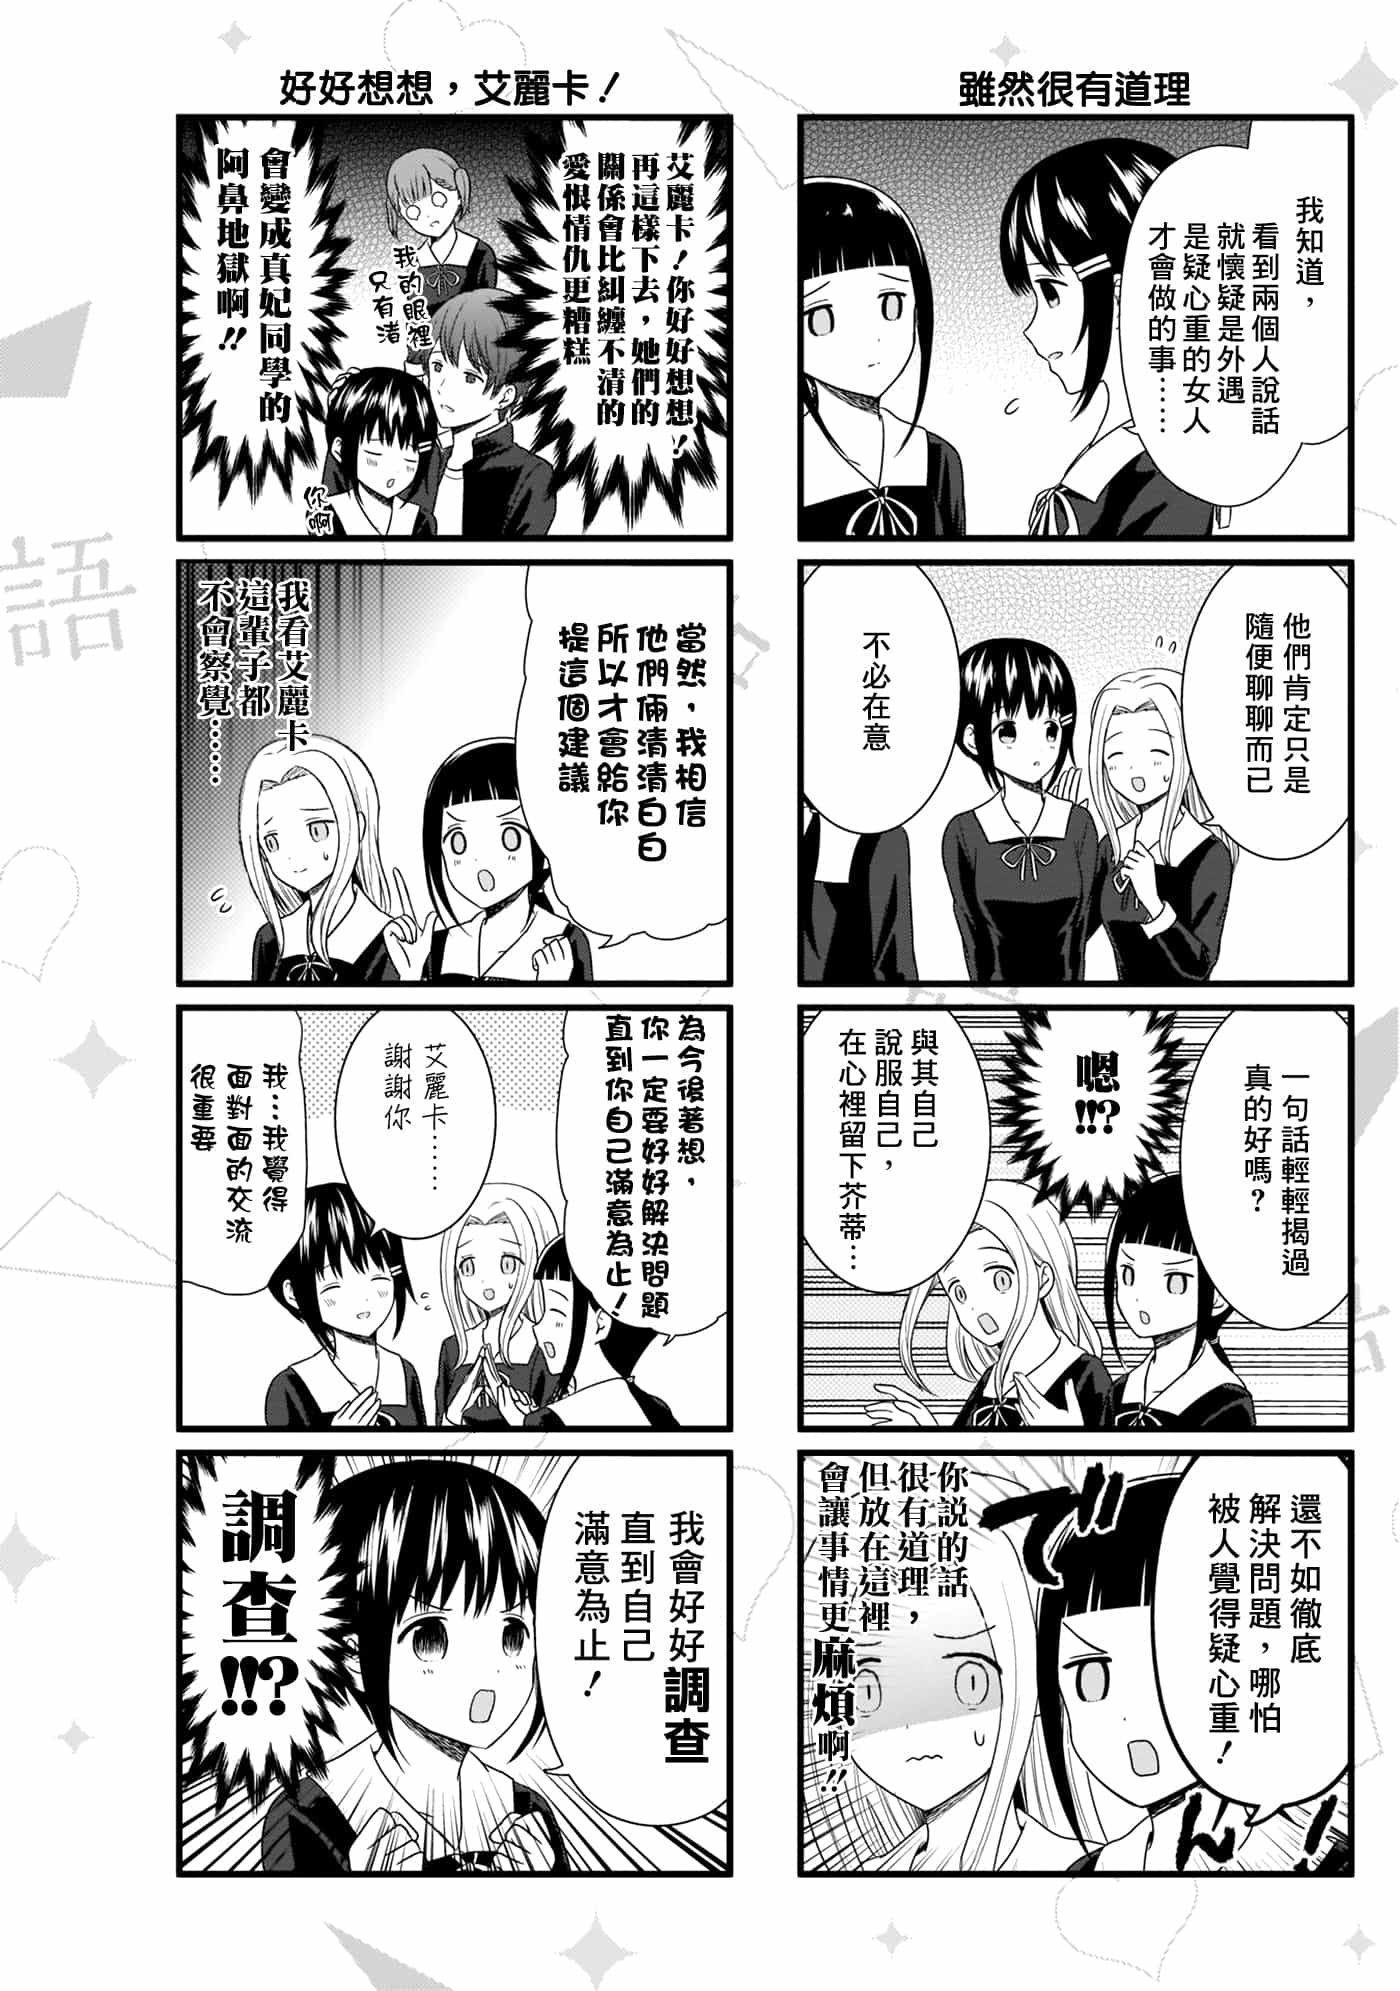 雖然很有道理
我知道，
看到兩個人說話
就懷疑是外遇
是疑心重的女人
才會做的事……
他們肯定只是
隨便聊聊而已
不必在意
一句話輕輕揭過
真的好嗎？
嗯!!?
與其自己
說服自己，
在心裡留下芥蒂…
還不如徹底
解決問題，哪怕
被人覺得疑心重！
你說的話
很有道理，
但放在這裡
會讓事情更麻煩啊!!
好好想想，艾麗卡！
艾麗卡！你好好想想！
再這樣下去，她們的
關係會比糾纏不清的
愛恨情仇更糟糕
我的眼裡
只有渚
你啊
會變成真妃同學的
阿鼻地獄啊!!
當然，我相信
他們倆清清白白
所以才會給你
提這個建議
我看艾麗卡
這輩子都
不會察覺……
為今後著想，
你一定要好好解決問題
直到你自己滿意為止！
艾麗卡……
謝謝你
我…我覺得
面對面的交流
很重要
我會好好調查
直到自己
滿意為止！
調查!!?
語